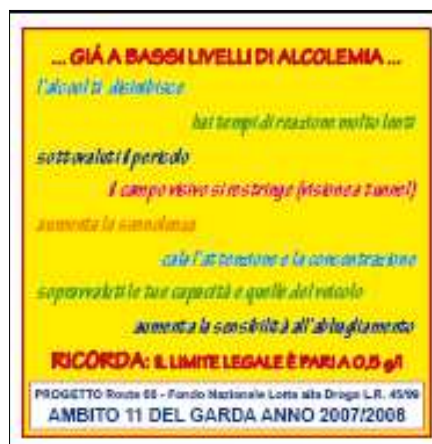 ... GIÁ A BASSI LIVELLI DI ALCOLEMIA ...
l'alcool ti disinibisce
hai tempi di reazione molto lenti
sottovaluti il pericolo
il campo visivo si restringe (visione a tunnel)
aumenta la sonnolenza
cala l'attenzione e la concentrazione
sopravvaluti le tue capacità e quelle del veicolo
aumenta la sensibilità all'abbagliamento
RICORDA: IL LIMITE LEGALE È PARI A 0,5 g/l
PROGETTO Route 66 - Fondo Nazionale Lotta alla Droga L.R. 45/99
AMBITO 11 DEL GARDA ANNO 2007/2008